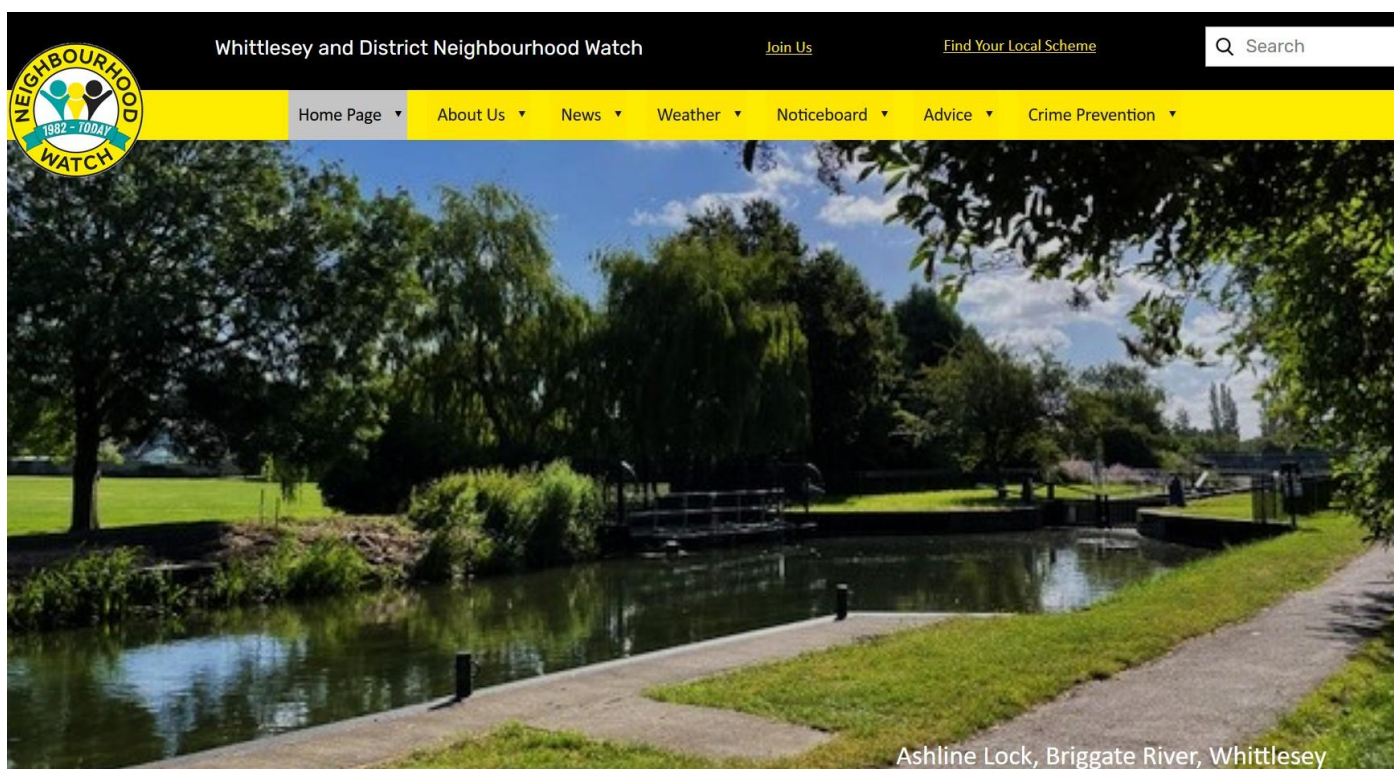 Whittlesey and District Neighbourhood Watch
Join Us
Find Your Local Scheme
Search
NEIGHBOURHOOD
1982 - TODAY
WATCH
Home Page ▼ About Us ▼ News ▼ Weather ▼ Noticeboard ▼ Advice ▼ Crime Prevention ▼
Ashline Lock, Briggate River, Whittlesey